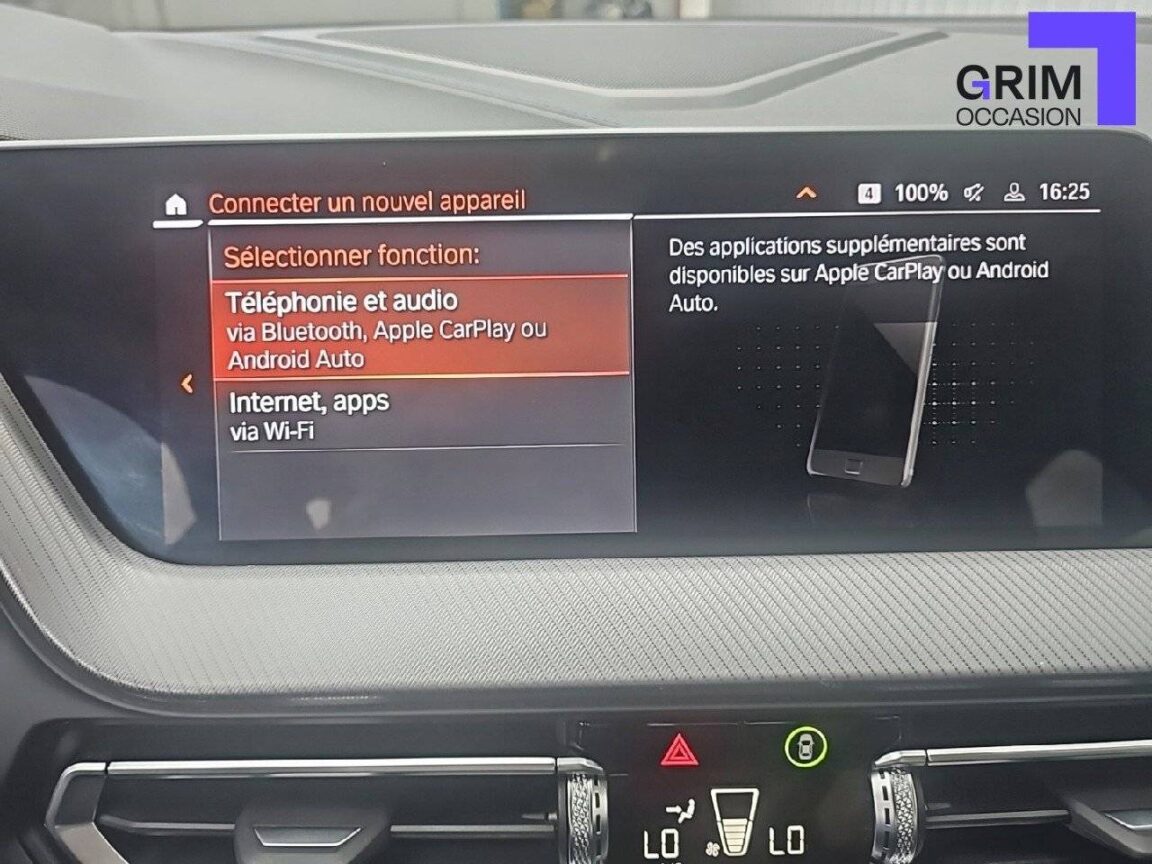 GRIM
OCCASION
Connecter un nouvel appareil
4 100% 16:25
Sélectionner fonction:
Téléphonie et audio
via Bluetooth, Apple CarPlay ou
Android Auto
Internet, apps
via Wi-Fi
Des applications supplémentaires sont
disponibles sur Apple CarPlay ou Android
Auto.
LO LO